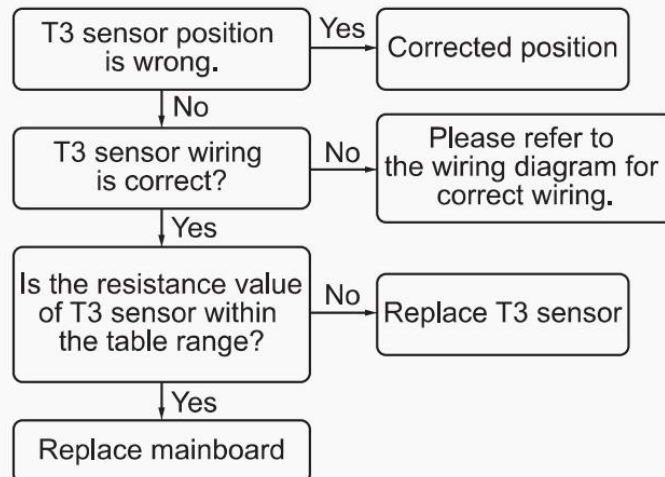 T3 sensor position
is wrong.
Yes
Corrected position
No
T3 sensor wiring
is correct?
No
Please refer to
the wiring diagram for
correct wiring.
Yes
Is the resistance value
of T3 sensor within
the table range?
No
Replace T3 sensor
Yes
Replace mainboard